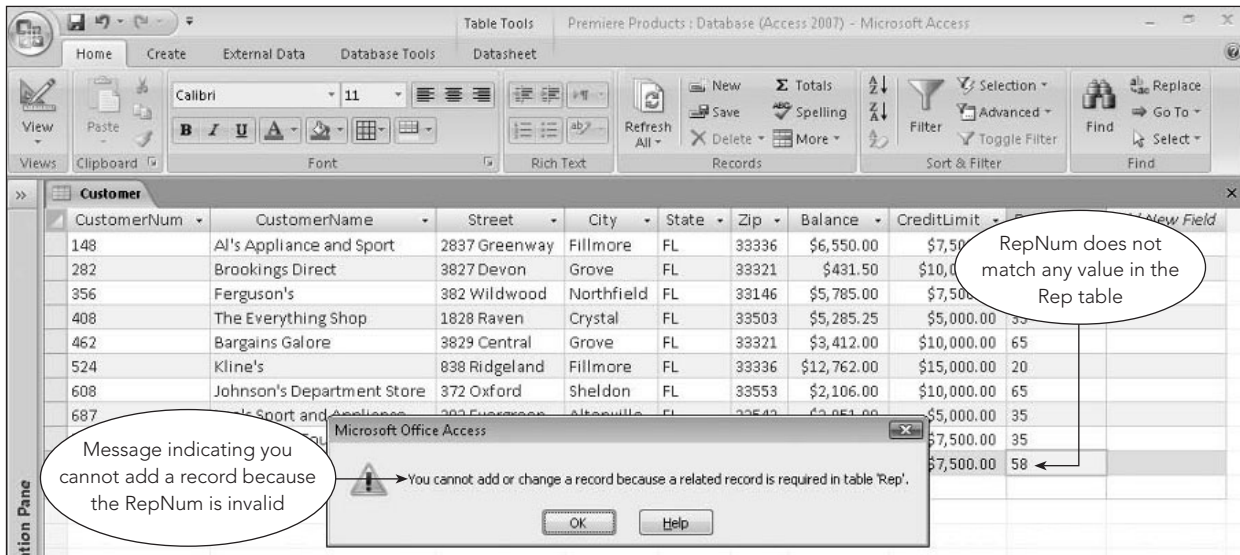 Table Tools Premiere Products : Database (Access 2007) - Microsoft Access
Home Create External Data Database Tools Datasheet
View
Views
Paste
Clipboard
Calibri 11
B I U A
Font
Rich Text
Refresh All
New
Save
Delete
Σ Totals
Spelling
More
Records
Filter
Selection
Advanced
Toggle Filter
Sort & Filter
Find
Replace
Go To
Select
Find
Customer
CustomerNum CustomerName Street City State Zip Balance CreditLimit New Field
148 Al's Appliance and Sport 2837 Greenway Fillmore FL 33336 $6,550.00
282 Brookings Direct 3827 Devon Grove FL 33321 $431.50
356 Ferguson's 382 Wildwood Northfield FL 33146 $5,785.00
408 The Everything Shop 1828 Raven Crystal FL 33503 $5,285.25 $5,000.00
462 Bargains Galore 3829 Central Grove FL 33321 $3,412.00 $10,000.00 65
524 Kline's 838 Ridgeland Fillmore FL 33336 $12,762.00 $15,000.00 20
608 Johnson's Department Store 372 Oxford Sheldon FL 33553 $2,106.00 $10,000.00 65
687 Sport and $5,000.00 35
$7,500.00 35
$7,500.00 58
RepNum does not
match any value in the
Rep table
Message indicating you
cannot add a record because
the RepNum is invalid
Microsoft Office Access
You cannot add or change a record because a related record is required in table 'Rep'.
OK Help